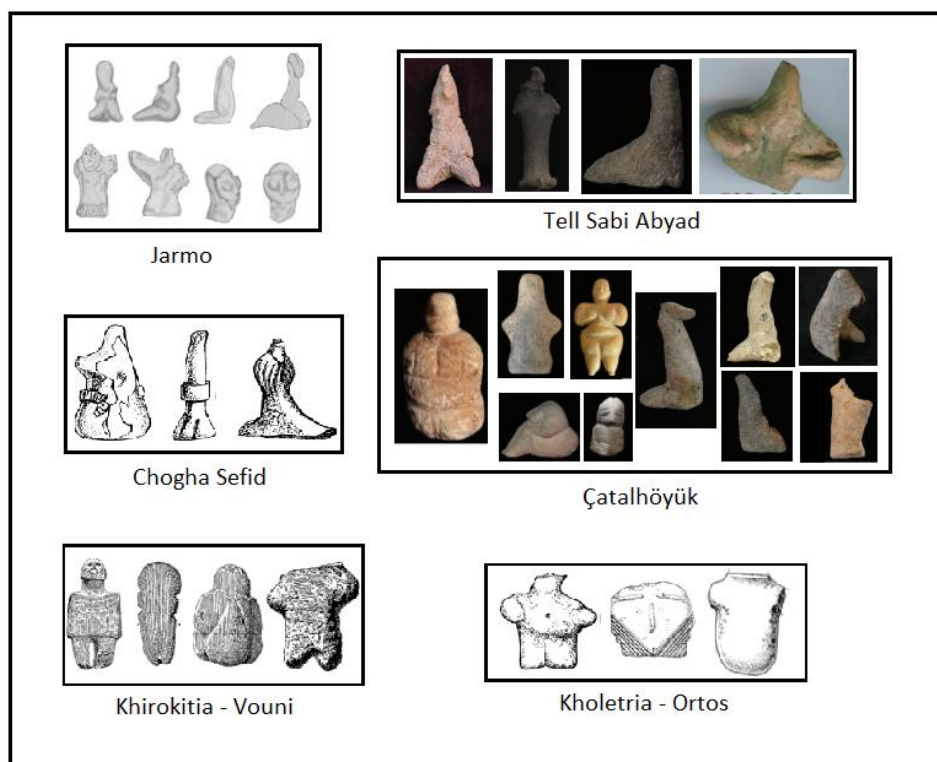 Jarmo
Tell Sabi Abyad
Chogha Sefid
Çatalhöyük
Khirokitia - Vouni
Kholetria - Ortos